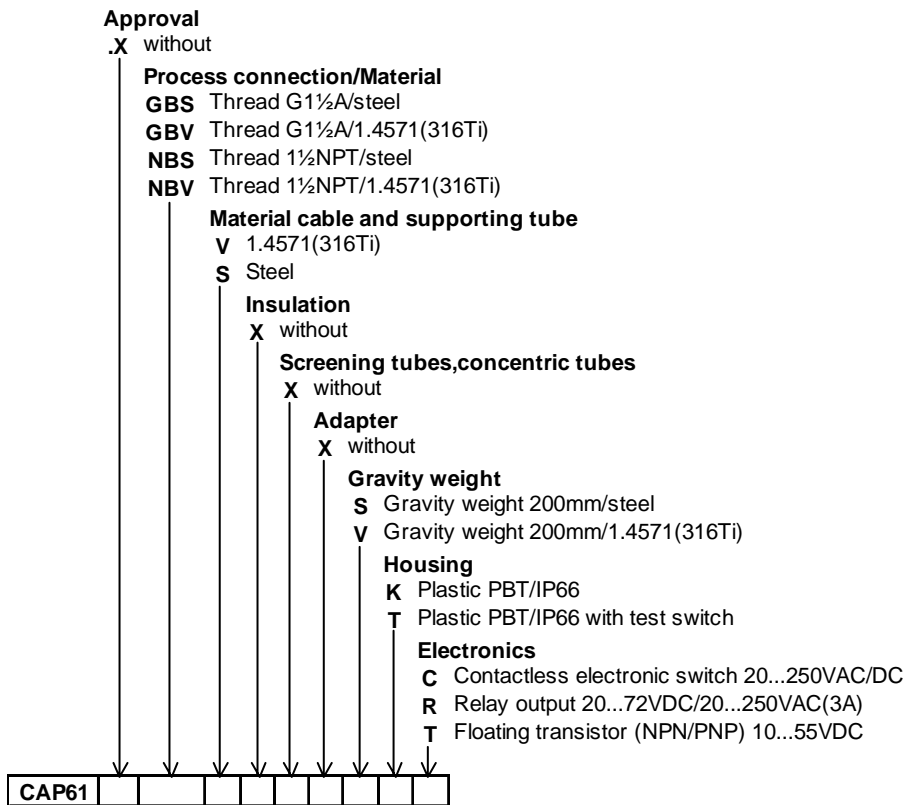 Approval
.X without
Process connection/Material
GBS Thread G1½A/steel
GBV Thread G1½A/1.4571(316Ti)
NBS Thread 1½NPT/steel
NBV Thread 1½NPT/1.4571(316Ti)
Material cable and supporting tube
V 1.4571(316Ti)
S Steel
Insulation
X without
Screening tubes,concentric tubes
X without
Adapter
X without
Gravity weight
S Gravity weight 200mm/steel
V Gravity weight 200mm/1.4571(316Ti)
Housing
K Plastic PBT/IP66
T Plastic PBT/IP66 with test switch
Electronics
C Contactless electronic switch 20...250VAC/DC
R Relay output 20...72VDC/20...250VAC(3A)
T Floating transistor (NPN/PNP) 10...55VDC
CAP61